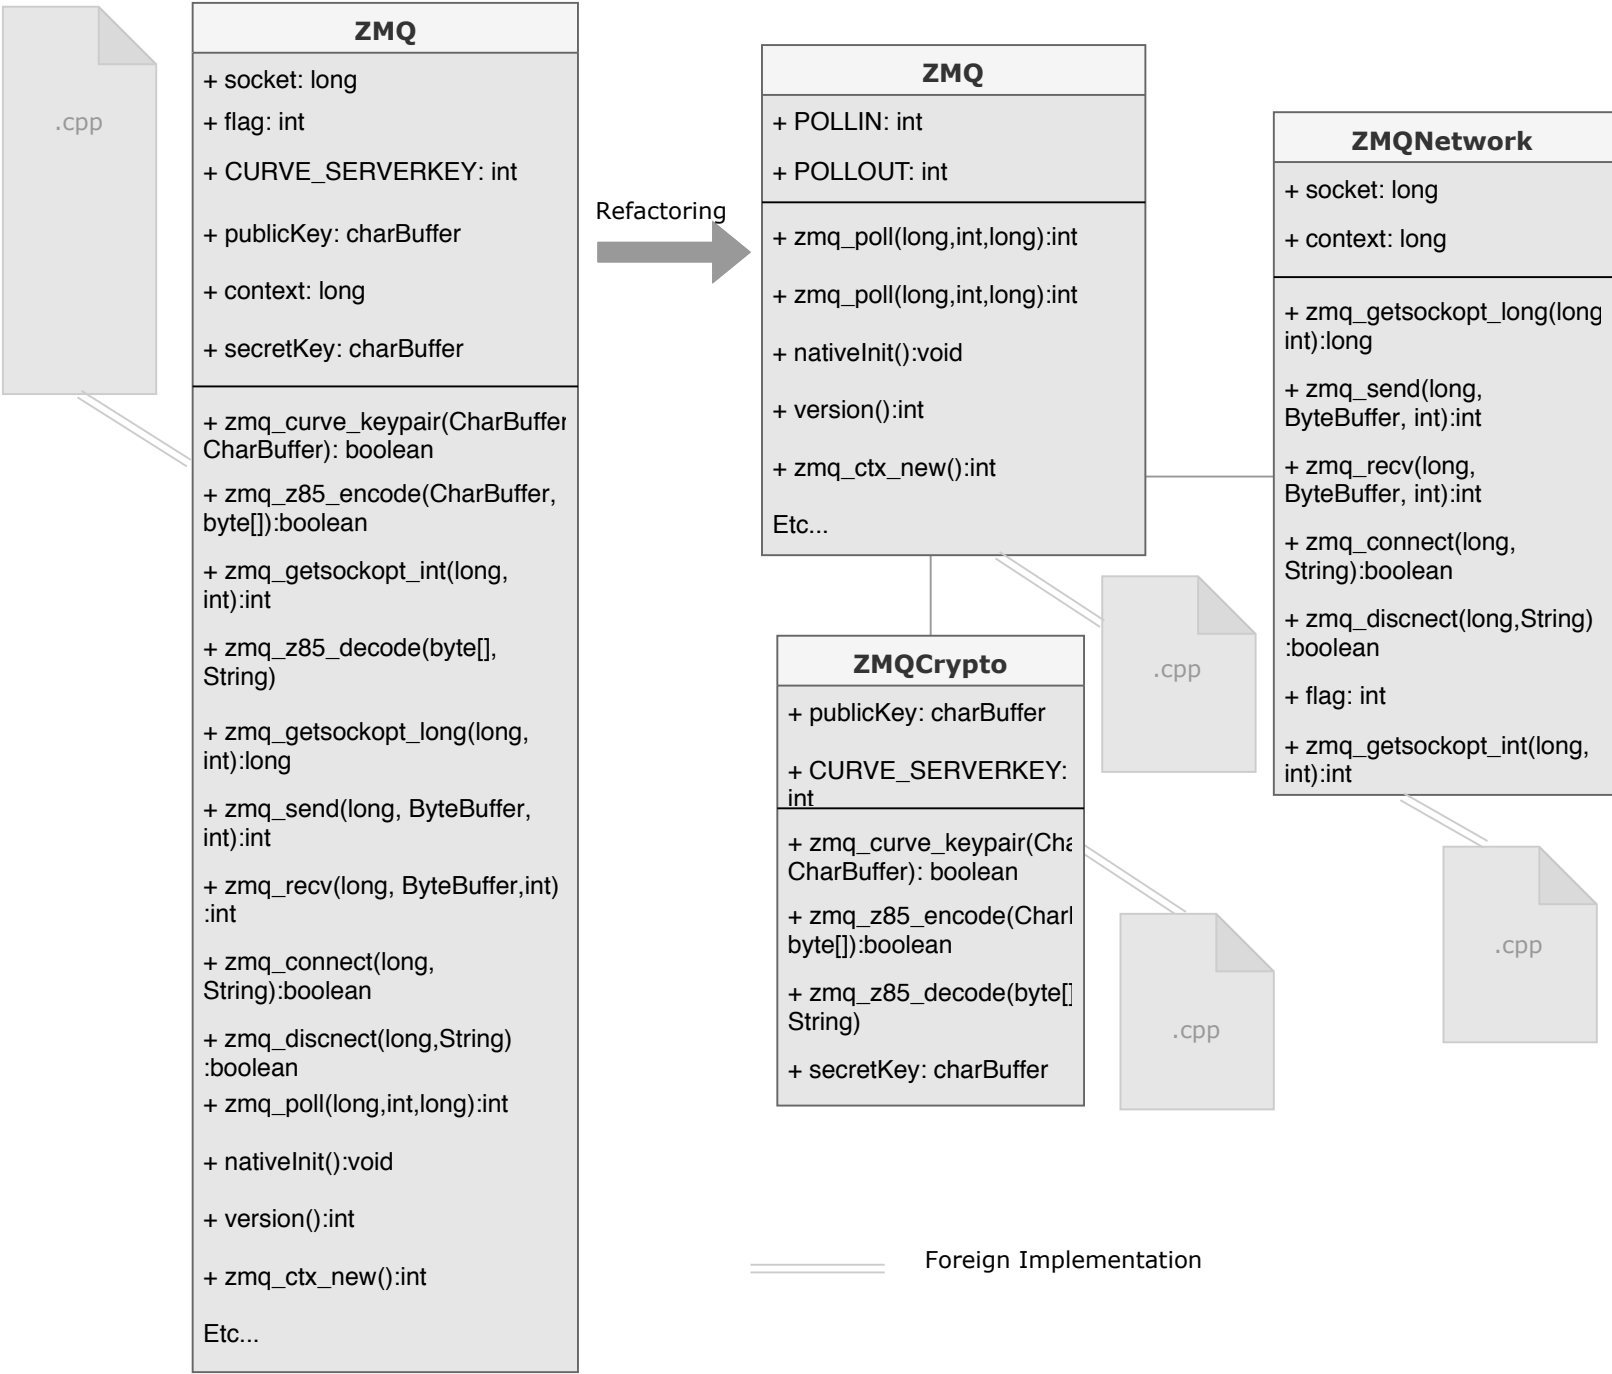 .cpp
ZMQ
+ socket: long
+ flag: int
+ CURVE_SERVERKEY: int
+ publicKey: charBuffer
+ context: long
+ secretKey: charBuffer
+ zmq_curve_keypair(CharBuffer
CharBuffer): boolean
+ zmq_z85_encode(CharBuffer,
byte[]):boolean
+ zmq_getsockopt_int(long,
int):int
+ zmq_z85_decode(byte[],
String)
+ zmq_getsockopt_long(long,
int):long
+ zmq_send(long, ByteBuffer,
int):int
+ zmq_recv(long, ByteBuffer,int)
:int
+ zmq_connect(long,
String):boolean
+ zmq_discnect(long,String)
:boolean
+ zmq_poll(long,int,long):int
+ nativeInit():void
+ version():int
+ zmq_ctx_new():int
Etc...
Refactoring
ZMQ
+ POLLIN: int
+ POLLOUT: int
+ zmq_poll(long,int,long):int
+ zmq_poll(long,int,long):int
+ nativeInit():void
+ version():int
+ zmq_ctx_new():int
Etc...
.cpp
ZMQCrypto
+ publicKey: charBuffer
+ CURVE_SERVERKEY:
int
+ zmq_curve_keypair(Cha
CharBuffer): boolean
+ zmq_z85_encode(Char
byte[]):boolean
+ zmq_z85_decode(byte[]
String)
+ secretKey: charBuffer
.cpp
ZMQNetwork
+ socket: long
+ context: long
+ zmq_getsockopt_long(long
int):long
+ zmq_send(long,
ByteBuffer, int):int
+ zmq_recv(long,
ByteBuffer, int):int
+ zmq_connect(long,
String):boolean
+ zmq_discnect(long,String)
:boolean
+ flag: int
+ zmq_getsockopt_int(long,
int):int
.cpp
Foreign Implementation